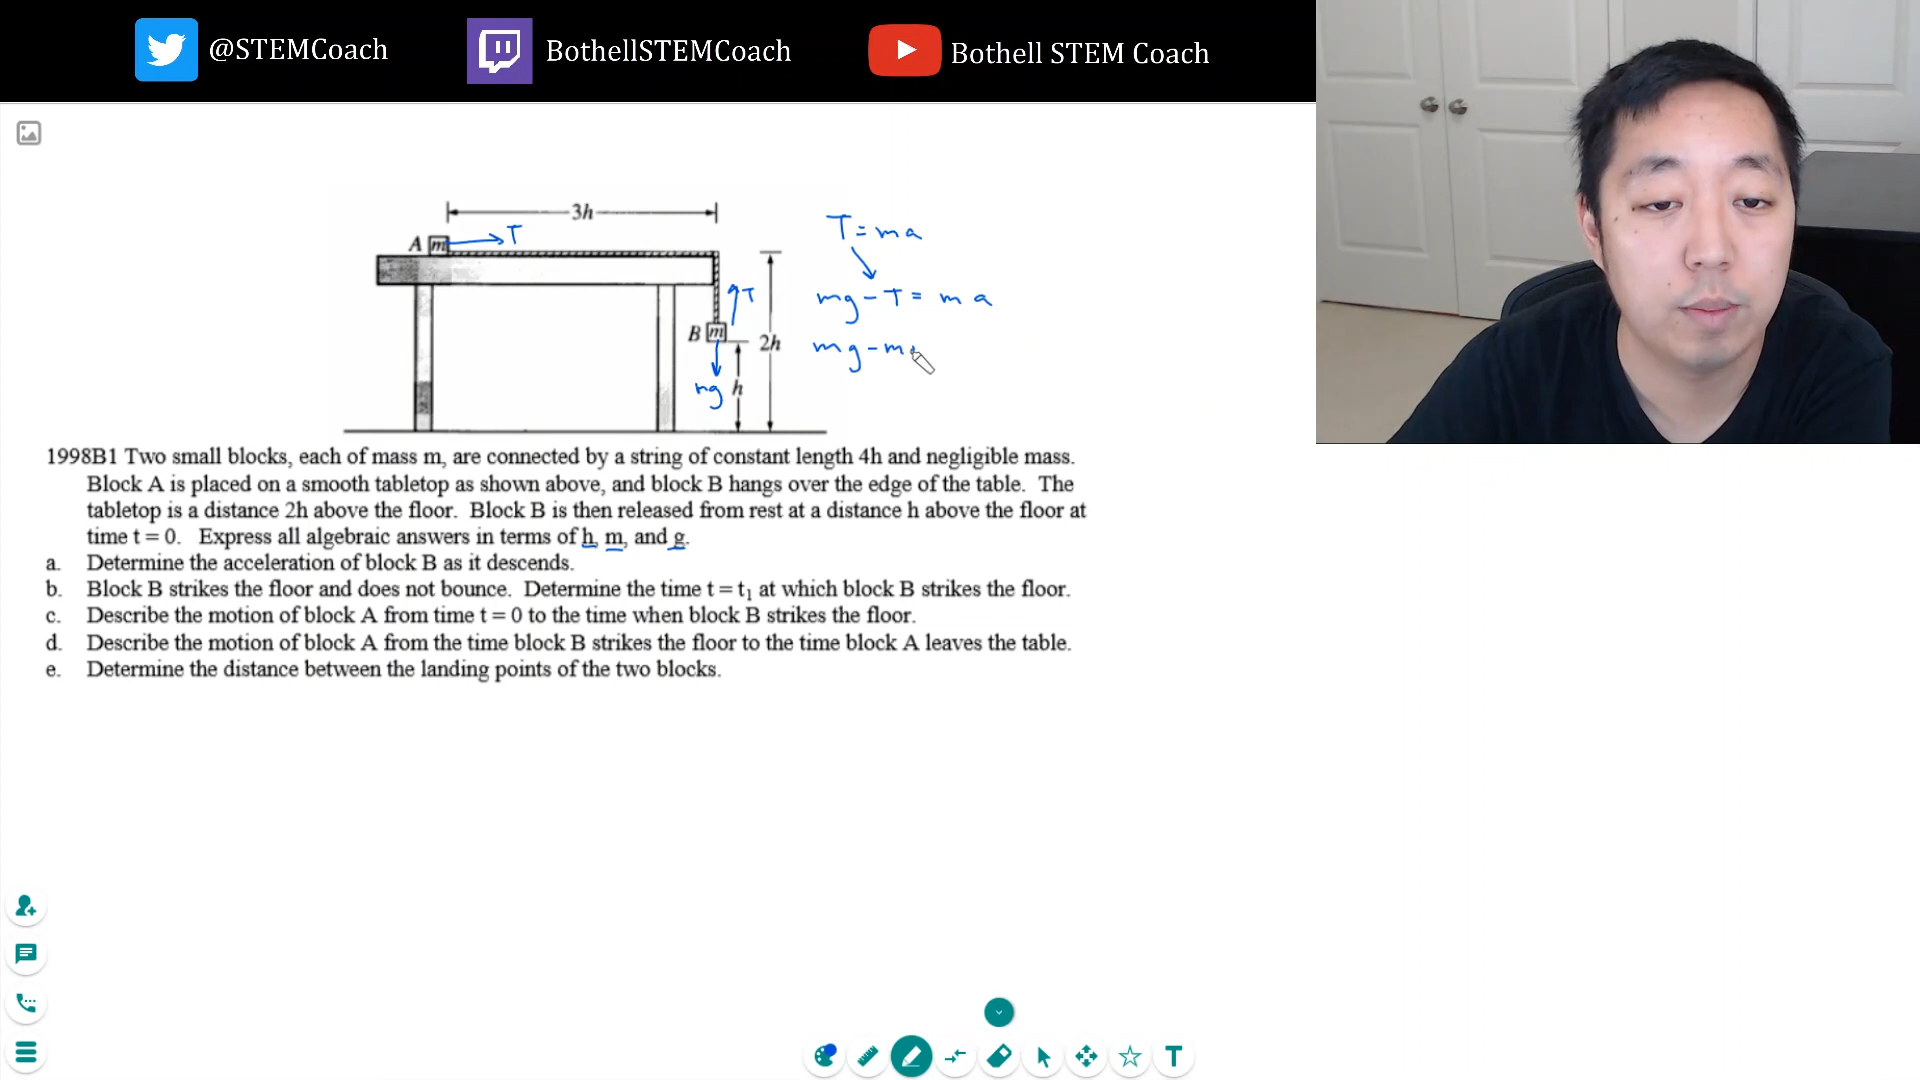 @STEMCoach
BothellSTEMCoach
Bothell STEM Coach
3h
A m
T
T
B m
2h
h
mg
T = ma
mg - T = ma
mg - m
1998B1 Two small blocks, each of mass m, are connected by a string of constant length 4h and negligible mass.
Block A is placed on a smooth tabletop as shown above, and block B hangs over the edge of the table. The
tabletop is a distance 2h above the floor. Block B is then released from rest at a distance h above the floor at
time t = 0. Express all algebraic answers in terms of h, m, and g.
a. Determine the acceleration of block B as it descends.
b. Block B strikes the floor and does not bounce. Determine the time t = t₁ at which block B strikes the floor.
c. Describe the motion of block A from time t = 0 to the time when block B strikes the floor.
d. Describe the motion of block A from the time block B strikes the floor to the time block A leaves the table.
e. Determine the distance between the landing points of the two blocks.
T